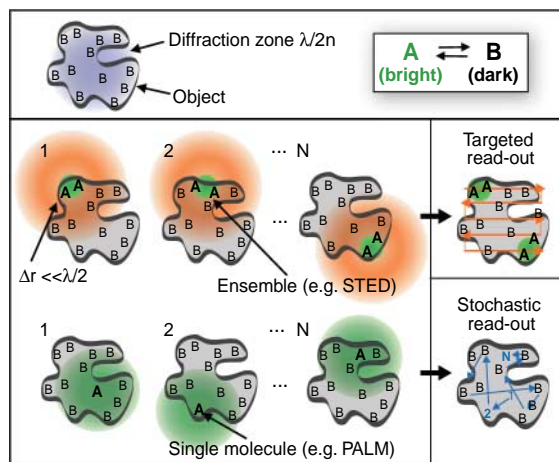 Diffraction zone λ/2n
Object
A ⇌ B
(bright) (dark)
B B B B B B B B B B B B B
1
2
... N
A A B B B B B B B B B B B
A A B B B B B B B B B B
B B B B B B B B B A A
Δr <<λ/2
Ensemble (e.g. STED)
Targeted
read-out
A A B B B B B B B B B A A
1
2
... N
B B B B B B A B B B B B
B B B B B B B B B B A B
B A B B B B B B B B B B
Single molecule (e.g. PALM)
Stochastic
read-out
B B N B B B B B B 2 B B